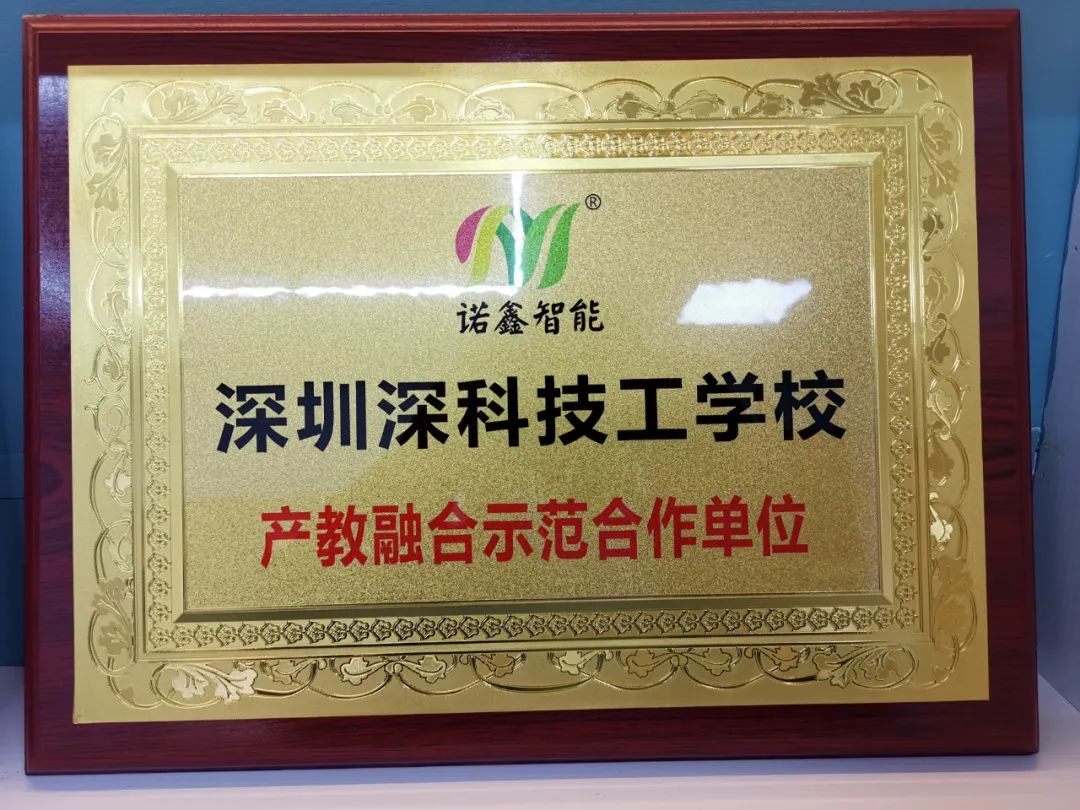 ®
诺鑫智能
深圳深科技工学校
产教融合示范合作单位